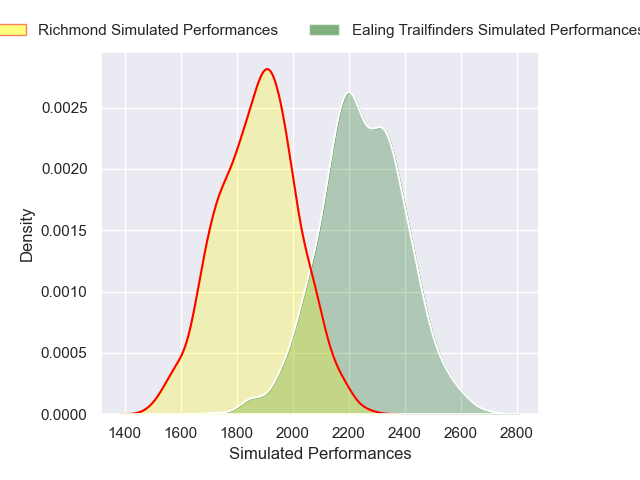 Richmond Simulated Performances
Ealing Trailfinders Simulated Performances
0.0025
0.0020
0.0015
0.0010
0.0005
0.0000
Density
1400 1600 1800 2000 2200 2400 2600 2800
Simulated Performances